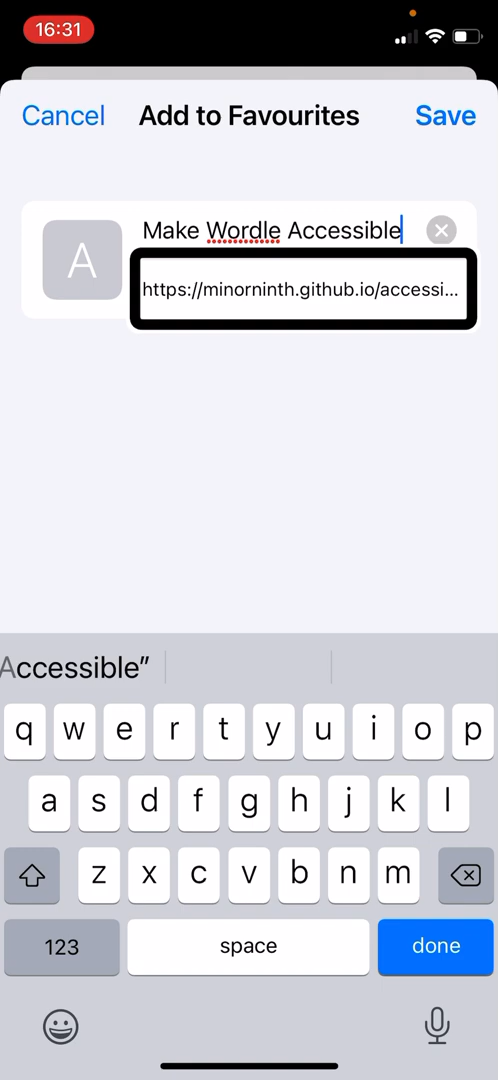 16:31
Cancel Add to Favourites Save
A
Make Wordle Accessible
https://minorninth.github.io/accessi...
Accessible”
q w e r t y u i o p
a s d f g h j k l
z x c v b n m
123 space done